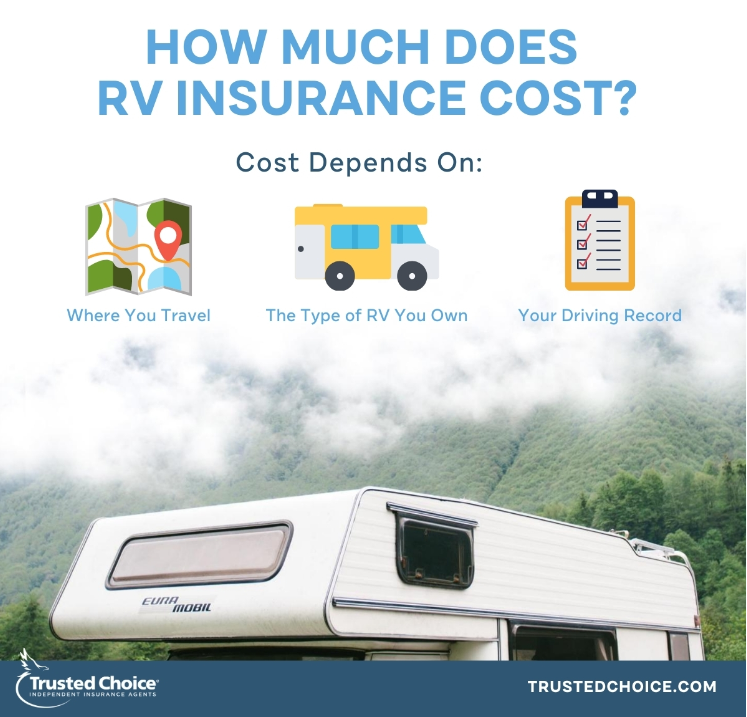 HOW MUCH DOES
RV INSURANCE COST?
Cost Depends On:
Where You Travel
The Type of RV You Own
Your Driving Record
EURA
MOBIL
Trusted Choice®
INDEPENDENT INSURANCE AGENTS
TRUSTEDCHOICE.COM